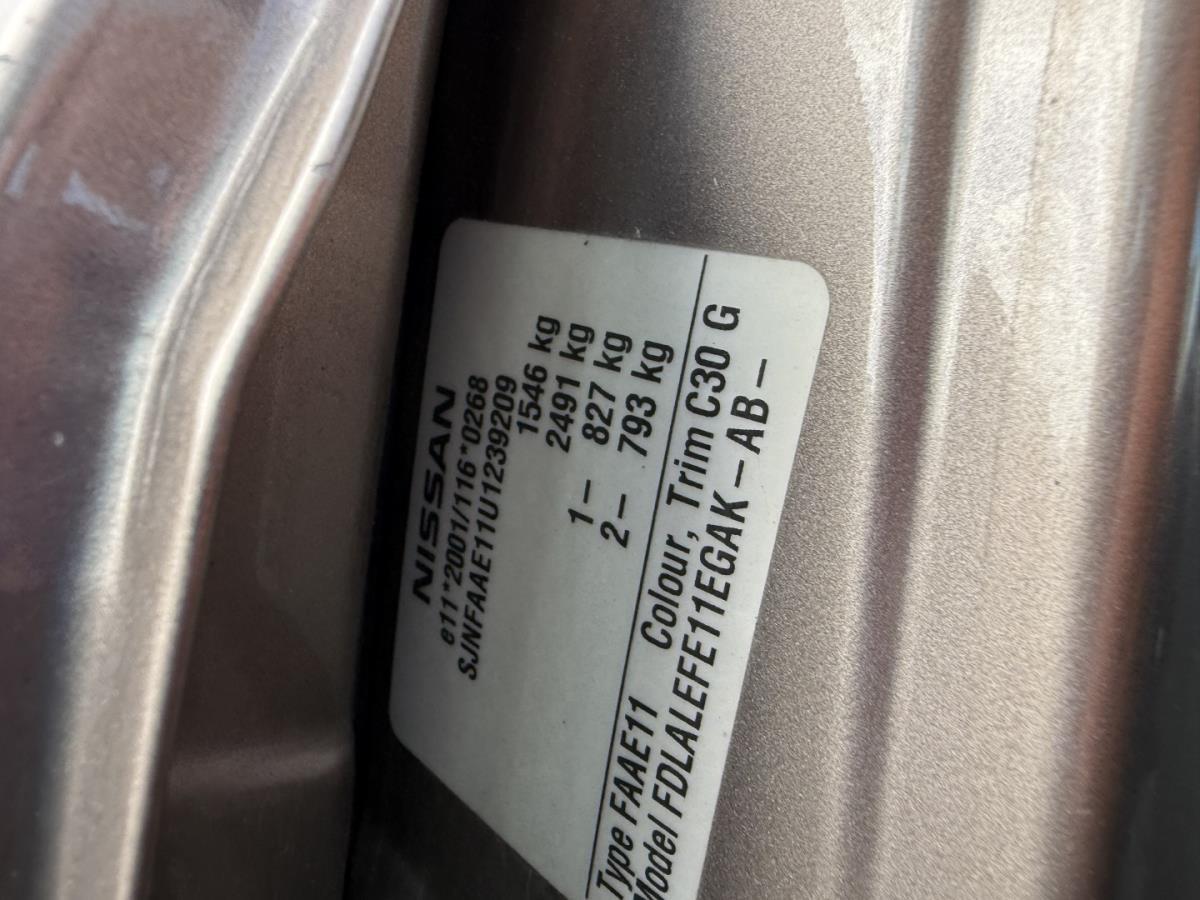 NISSAN
e11*2001/116*0268
SJNFAAE11U1239209
1546 kg
2491 kg
1– 827 kg
2– 793 kg
Type FAAE11 Colour, Trim C30 G
Model FDLALEFE11EGAK–AB–